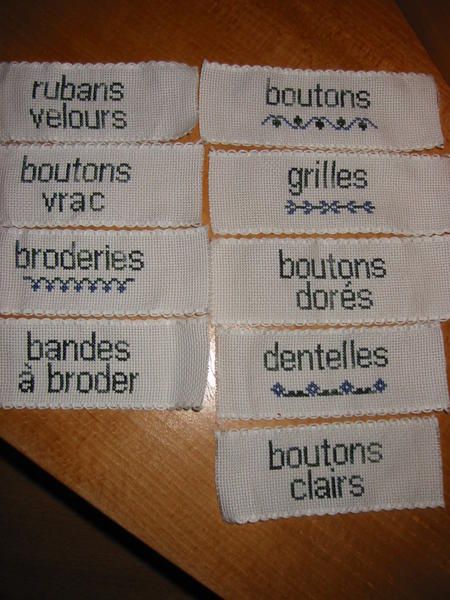 rubans
velours
boutons
vrac
broderies
bandes
à broder
boutons
grilles
boutons
dorés
dentelles
boutons
clairs